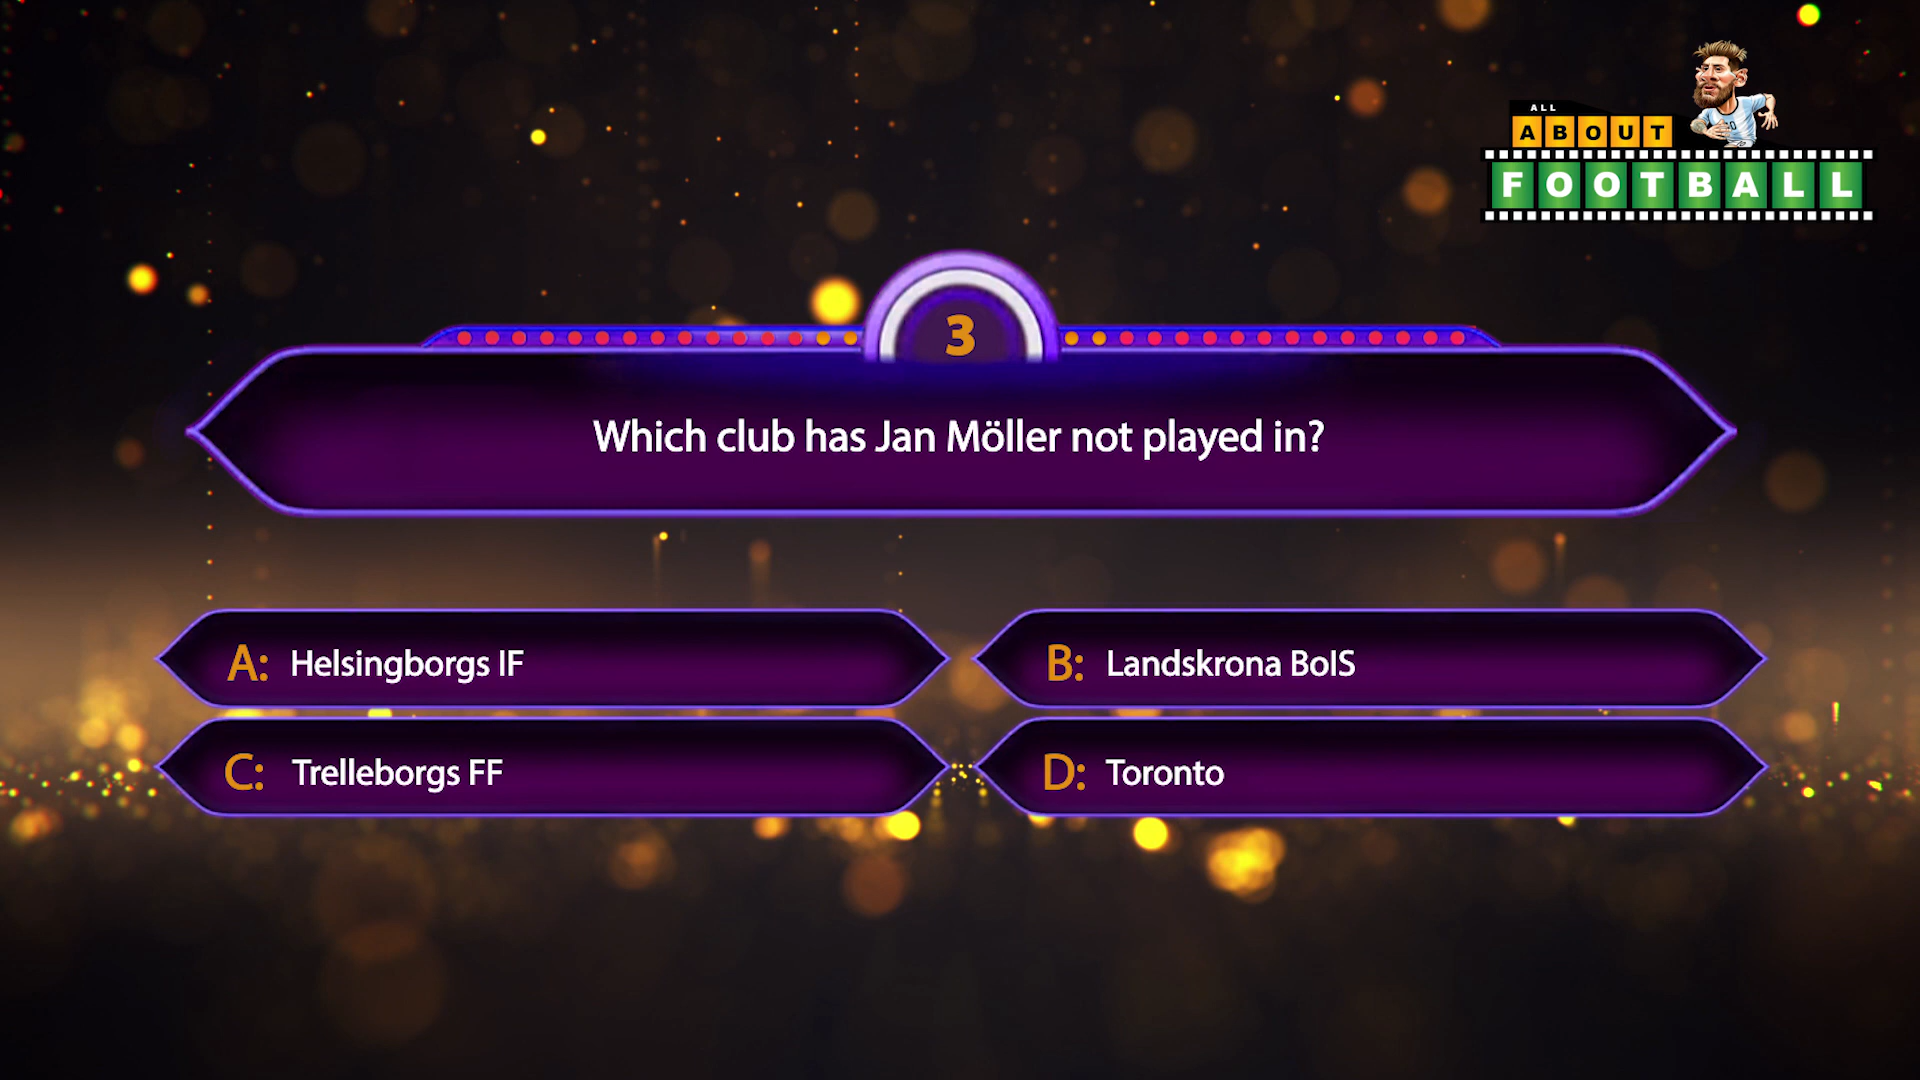 ALL
ABOUT
FOOTBALL
3
Which club has Jan Möller not played in?
A: Helsingborgs IF
B: Landskrona BoIS
C: Trelleborgs FF
D: Toronto